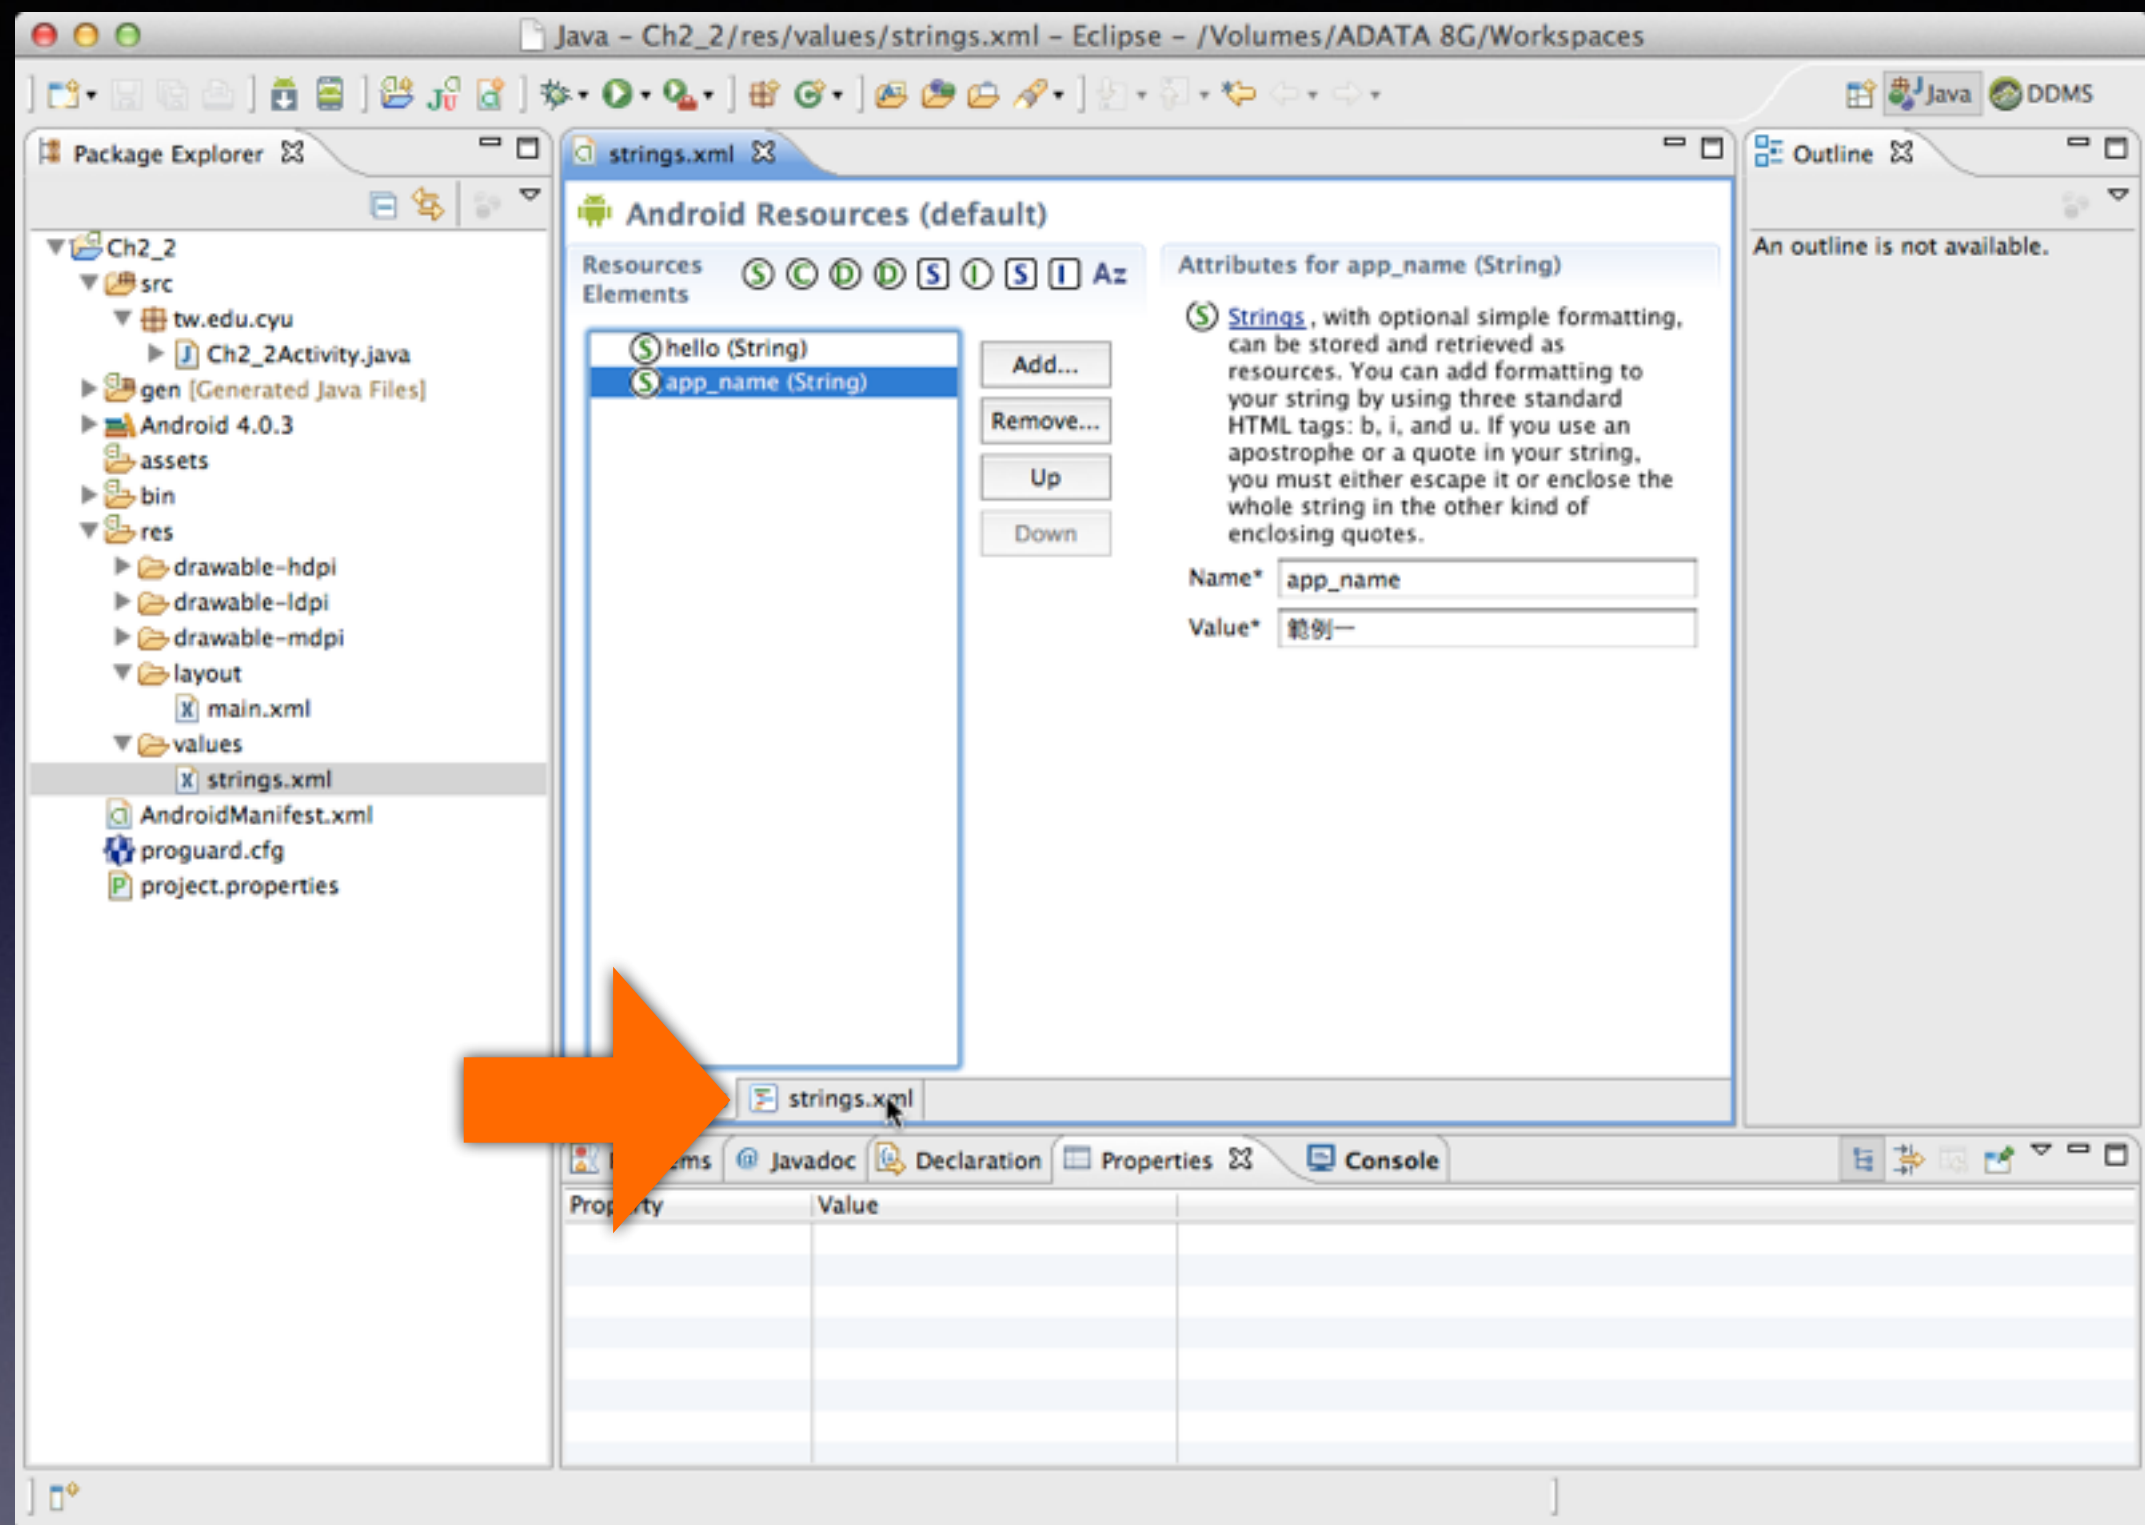 Java – Ch2_2/res/values/strings.xml – Eclipse – /Volumes/ADATA 8G/Workspaces
Java
DDMS
Package Explorer
Ch2_2
src
tw.edu.cyu
Ch2_2Activity.java
gen [Generated Java Files]
Android 4.0.3
assets
bin
res
drawable-hdpi
drawable-ldpi
drawable-mdpi
layout
main.xml
values
strings.xml
AndroidManifest.xml
proguard.cfg
project.properties
strings.xml
Android Resources (default)
Resources
Elements
S C D D S I S I Az
hello (String)
app_name (String)
Add...
Remove...
Up
Down
Attributes for app_name (String)
Strings, with optional simple formatting,
can be stored and retrieved as
resources. You can add formatting to
your string by using three standard
HTML tags: b, i, and u. If you use an
apostrophe or a quote in your string,
you must either escape it or enclose the
whole string in the other kind of
enclosing quotes.
Name* app_name
Value* 範例一
strings.xml
Outline
An outline is not available.
@ Javadoc
Declaration
Properties
Console
Value